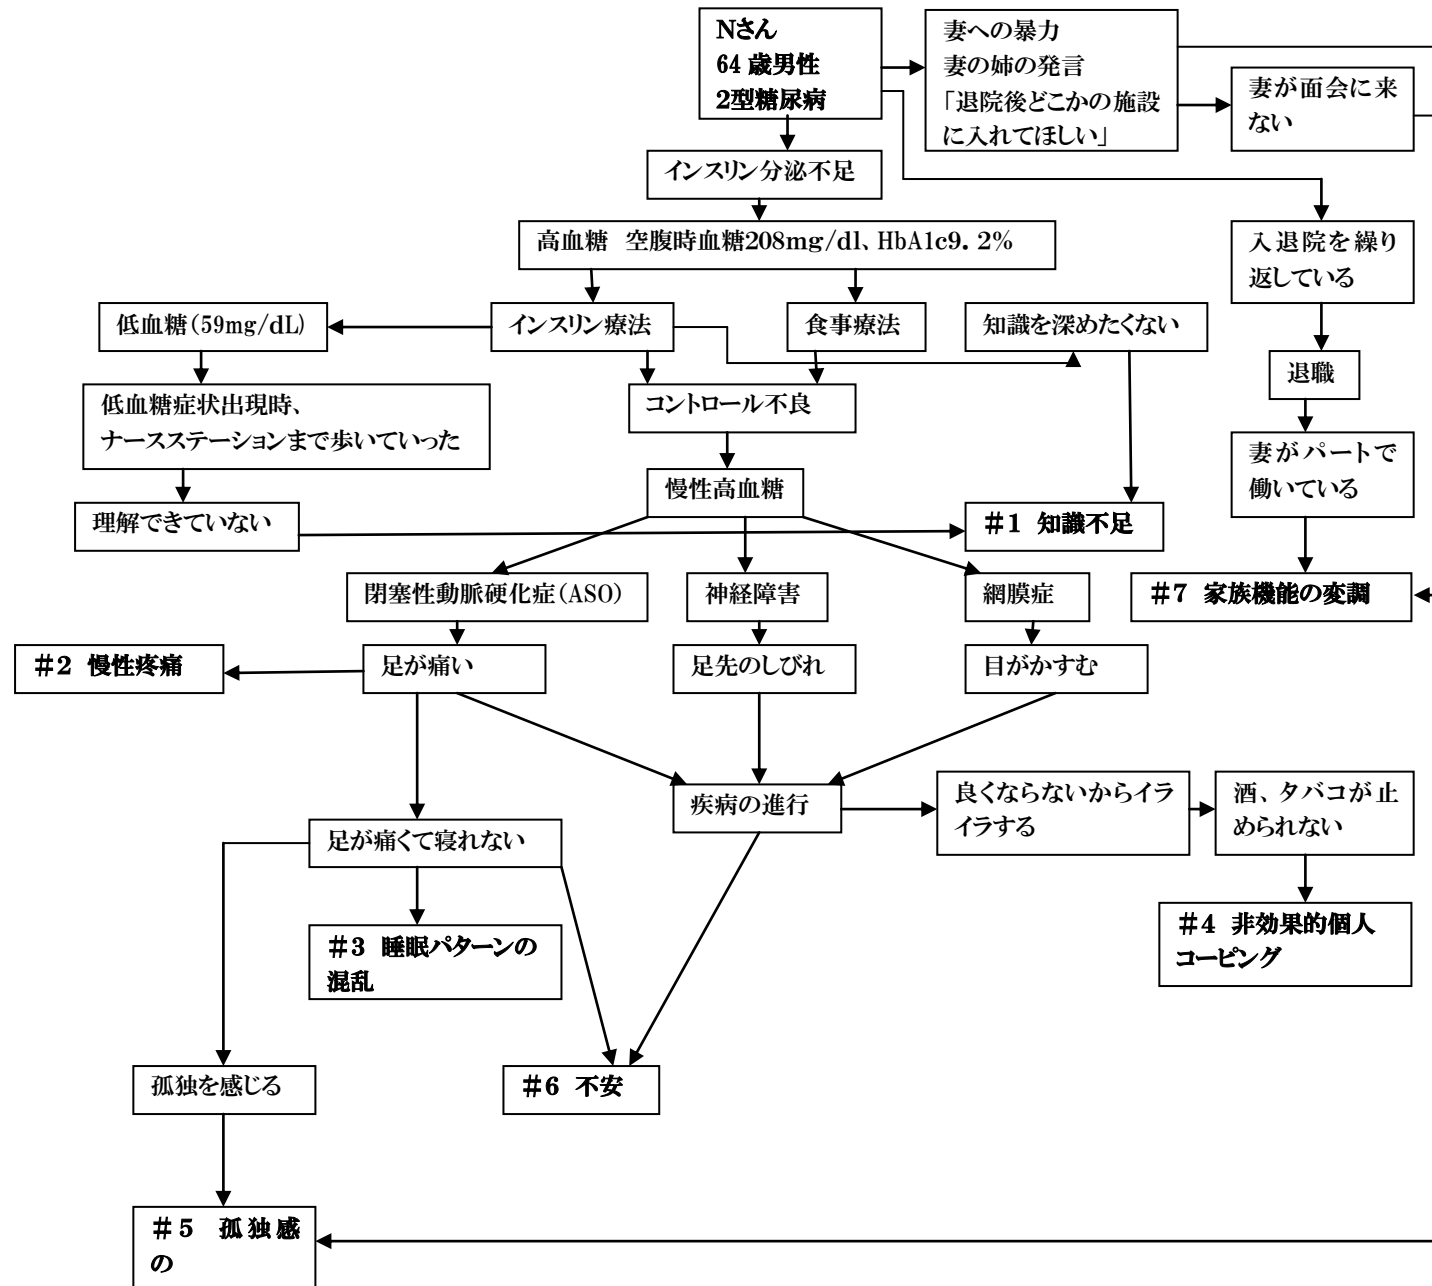 Nさん
64歳男性
2型糖尿病
妻への暴力
妻の姉の発言
「退院後どこかの施設
に入れてほしい」
妻が面会に来
ない
インスリン分泌不足
高血糖 空腹時血糖208mg/dl、HbA1c9．2%
入退院を繰り
返している
低血糖(59mg/dL)
インスリン療法
食事療法
知識を深めたくない
退職
低血糖症状出現時、
ナースステーションまで歩いていった
コントロール不良
妻がパートで
働いている
慢性高血糖
理解できていない
＃1 知識不足
閉塞性動脈硬化症(ASO)
神経障害
網膜症
＃7 家族機能の変調
＃2 慢性疼痛
足が痛い
足先のしびれ
目がかすむ
疾病の進行
良くならないからイラ
イラする
酒、タバコが止
められない
足が痛くて寝れない
＃3 睡眠パターンの
混乱
＃4 非効果的個人
コーピング
孤独を感じる
＃6 不安
＃5 孤独感
の